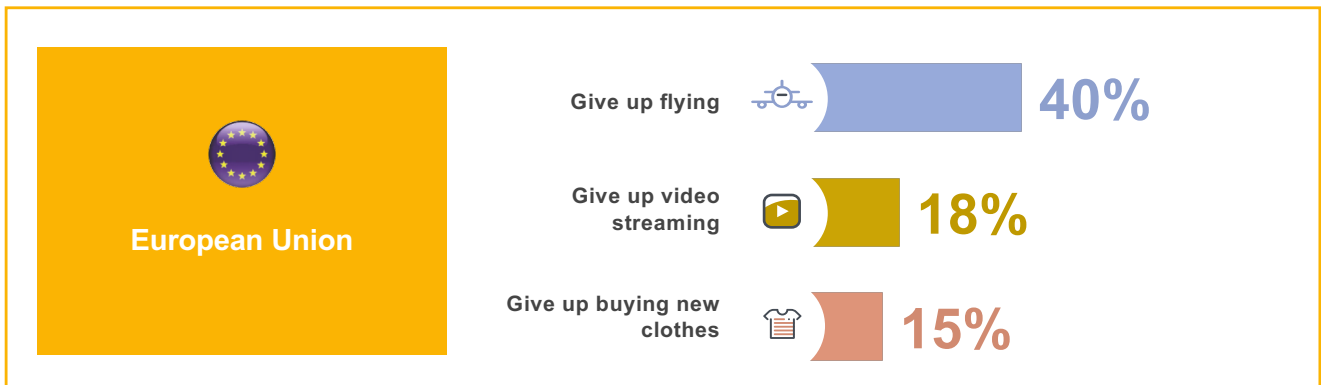 European Union
Give up flying
40%
Give up video
streaming
18%
Give up buying new
clothes
15%